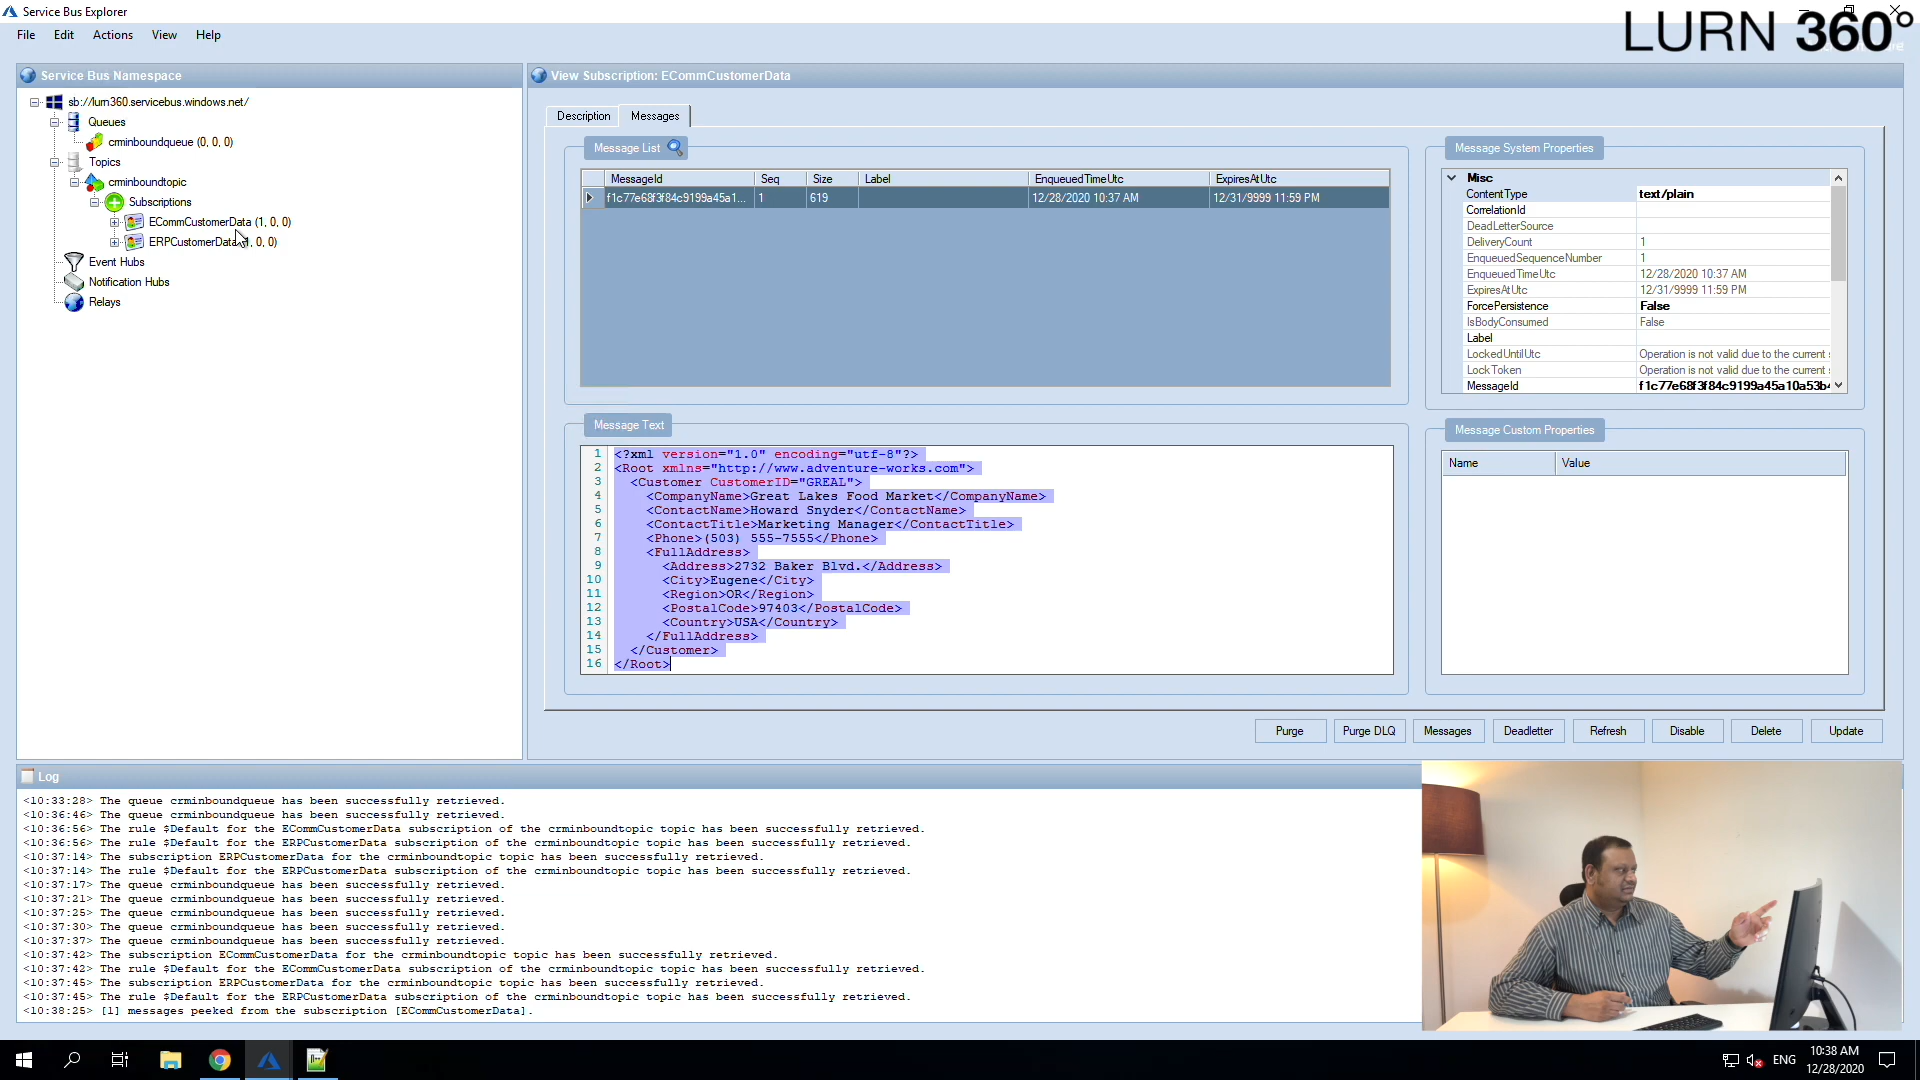 Service Bus Explorer
LURN 360°
File Edit Actions View Help
Service Bus Namespace
sb://lurn360.servicebus.windows.net/
Queues
crminboundqueue (0, 0, 0)
Topics
crminboundtopic
Subscriptions
ECommCustomerData (1, 0, 0)
ERPCustomerData , 0, 0)
Event Hubs
Notification Hubs
Relays
View Subscription: ECommCustomerData
Description Messages
Message List
MessageId Seq Size Label EnqueuedTimeUtc ExpiresAtUtc
f1c77e68f3f84c9199a45a1... 1 619 12/28/2020 10:37 AM 12/31/9999 11:59 PM
Message System Properties
Misc
ContentType text/plain
CorrelationId
DeadLetterSource
DeliveryCount 1
EnqueuedSequenceNumber 1
EnqueuedTimeUtc 12/28/2020 10:37 AM
ExpiresAtUtc 12/31/9999 11:59 PM
ForcePersistence False
IsBodyConsumed False
Label
LockedUntilUtc Operation is not valid due to the current
LockToken Operation is not valid due to the current
MessageId f1c77e68f3f84c9199a45a10a53b4
Message Text
1 <?xml version="1.0" encoding="utf-8"?>
2 <Root xmlns="http://www.adventure-works.com">
3 <Customer CustomerID="GREAL">
4 <CompanyName>Great Lakes Food Market</CompanyName>
5 <ContactName>Howard Snyder</ContactName>
6 <ContactTitle>Marketing Manager</ContactTitle>
7 <Phone>(503) 555-7555</Phone>
8 <FullAddress>
9 <Address>2732 Baker Blvd.</Address>
10 <City>Eugene</City>
11 <Region>OR</Region>
12 <PostalCode>97403</PostalCode>
13 <Country>USA</Country>
14 </FullAddress>
15 </Customer>
16 </Root>
Message Custom Properties
Name Value
Purge Purge DLQ Messages Deadletter Refresh Disable Delete Update
Log
<10:33:28> The queue crminboundqueue has been successfully retrieved.
<10:36:46> The queue crminboundqueue has been successfully retrieved.
<10:36:56> The rule $Default for the ECommCustomerData subscription of the crminboundtopic topic has been successfully retrieved.
<10:36:56> The rule $Default for the ERPCustomerData subscription of the crminboundtopic topic has been successfully retrieved.
<10:37:14> The subscription ERPCustomerData for the crminboundtopic topic has been successfully retrieved.
<10:37:14> The rule $Default for the ERPCustomerData subscription of the crminboundtopic topic has been successfully retrieved.
<10:37:17> The queue crminboundqueue has been successfully retrieved.
<10:37:21> The queue crminboundqueue has been successfully retrieved.
<10:37:25> The queue crminboundqueue has been successfully retrieved.
<10:37:30> The queue crminboundqueue has been successfully retrieved.
<10:37:37> The queue crminboundqueue has been successfully retrieved.
<10:37:42> The subscription ECommCustomerData for the crminboundtopic topic has been successfully retrieved.
<10:37:42> The rule $Default for the ECommCustomerData subscription of the crminboundtopic topic has been successfully retrieved.
<10:37:45> The subscription ERPCustomerData for the crminboundtopic topic has been successfully retrieved.
<10:37:45> The rule $Default for the ERPCustomerData subscription of the crminboundtopic topic has been successfully retrieved.
<10:38:25> [1] messages peeked from the subscription [ECommCustomerData].
ENG
10:38 AM
12/28/2020